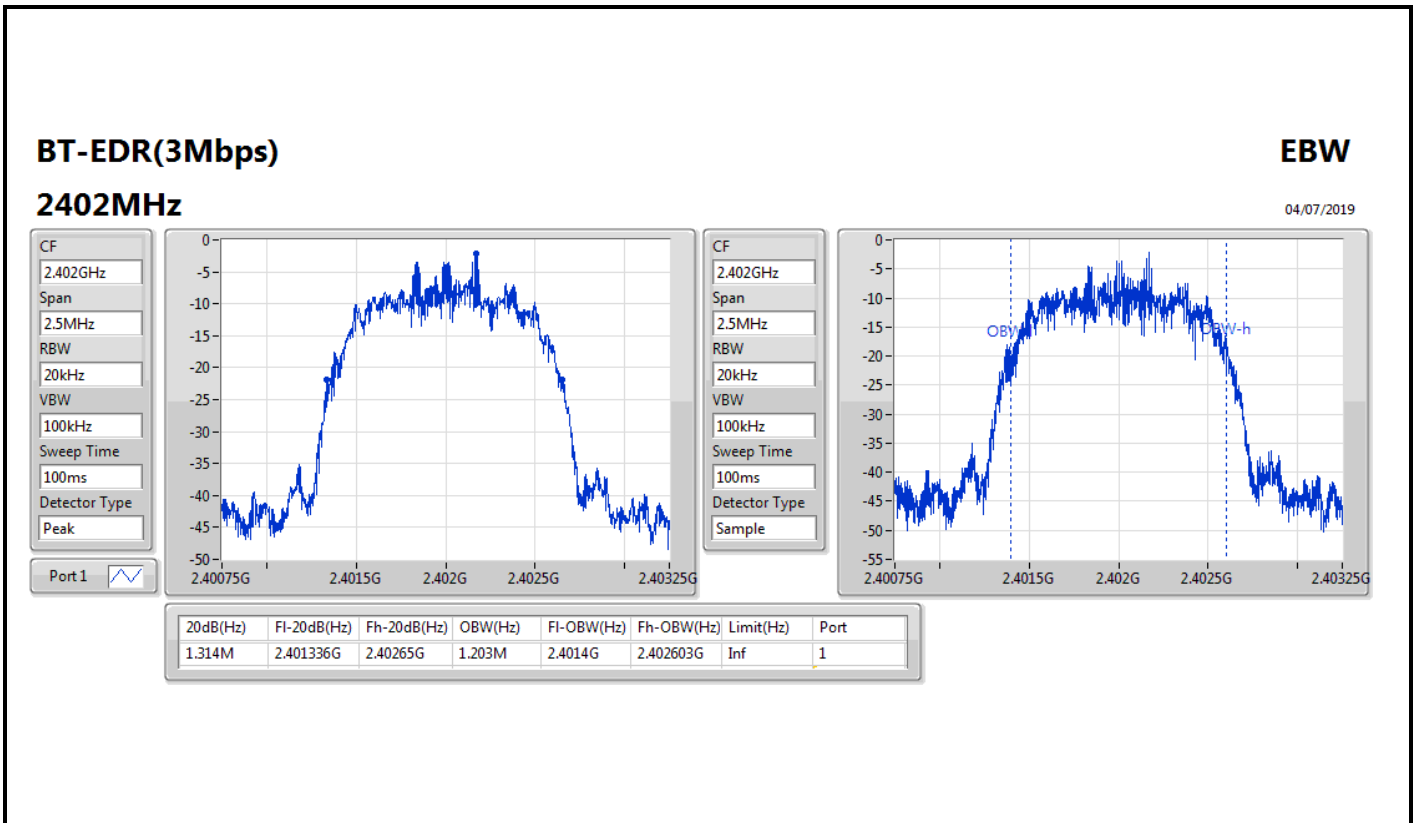 BT-EDR(3Mbps)
EBW
2402MHz
04/07/2019
CF
2.402GHz
Span
2.5MHz
RBW
20kHz
VBW
100kHz
Sweep Time
100ms
Detector Type
Peak
Port 1
0
-5
-10
-15
-20
-25
-30
-35
-40
-45
-50
2.40075G 2.4015G 2.402G 2.4025G 2.40325G
CF
2.402GHz
Span
2.5MHz
RBW
20kHz
VBW
100kHz
Sweep Time
100ms
Detector Type
Sample
0
-5
-10
-15
-20
-25
-30
-35
-40
-45
-50
-55
OBW-h
2.40075G 2.4015G 2.402G 2.4025G 2.40325G
20dB(Hz) Fl-20dB(Hz) Fh-20dB(Hz) OBW(Hz) Fl-OBW(Hz) Fh-OBW(Hz) Limit(Hz) Port
1.314M 2.401336G 2.40265G 1.203M 2.4014G 2.402603G Inf 1